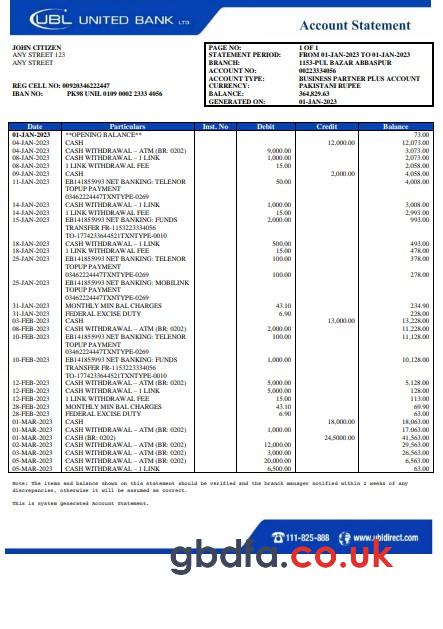 UBL UNITED BANK LTD.
Account Statement
JOHN CITIZEN
ANY STREET 123
ANY STREET
REG CELL NO: 00920346222447
IBAN NO: PK98 UNIL 0109 0002 2333 4056
PAGE NO: 1 OF 1
STATEMENT PERIOD: FROM 01-JAN-2023 TO 01-JAN-2023
BRANCH: 1153-PUL BAZAR ABBASPUR
ACCOUNT NO: 00223334056
ACCOUNT TYPE: BUSINESS PARTNER PLUS ACCOUNT
CURRENCY: PAKISTANI RUPEE
BALANCE: 364,829.63
GENERATED ON: 01-JAN-2023
Date Particulars Inst. No Debit Credit Balance
01-JAN-2023 **OPENING BALANCE** 73.00
04-JAN-2023 CASH 12,000.00 12,073.00
04-JAN-2023 CASH WITHDRAWAL – ATM (BR: 0202) 9,000.00 3,073.00
08-JAN-2023 CASH WITHDRAWAL – 1 LINK 1,000.00 2,073.00
08-JAN-2023 1 LINK WITHDRAWAL FEE 15.00 2,058.00
09-JAN-2023 CASH 2,000.00 4,058.00
11-JAN-2023 EB141855993 NET BANKING: TELENOR 50.00 4,008.00
TOPUP PAYMENT
03462224447TXNTYPE-0269
14-JAN-2023 CASH WITHDRAWAL – 1 LINK 1,000.00 3,008.00
14-JAN-2023 1 LINK WITHDRAWAL FEE 15.00 2,993.00
15-JAN-2023 EB141855993 NET BANKING: FUNDS 2,000.00 993.00
TRANSFER FR-1153223334056
TO-1774233644521TXNTYPE-0010
18-JAN-2023 CASH WITHDRAWAL – 1 LINK 500.00 493.00
18-JAN-2023 1 LINK WITHDRAWAL FEE 15.00 478.00
25-JAN-2023 EB141855993 NET BANKING: TELENOR 100.00 378.00
TOPUP PAYMENT
03462224447TXNTYPE-0269 100.00 278.00
25-JAN-2023 EB141855993 NET BANKING: MOBILINK
TOPUP PAYMENT
03462224447TXNTYPE-0269
31-JAN-2023 MONTHLY MIN BAL CHARGES 43.10 234.90
31-JAN-2023 FEDERAL EXCISE DUTY 6.90 228.00
03-FEB-2023 CASH 13,000.00 13,228.00
08-FEB-2023 CASH WITHDRAWAL – ATM (BR: 0202) 2,000.00 11,228.00
10-FEB-2023 EB141855993 NET BANKING: TELENOR 100.00 11,128.00
TOPUP PAYMENT
03462224447TXNTYPE-0269
10-FEB-2023 EB141855993 NET BANKING: FUNDS 1,000.00 10,128.00
TRANSFER FR-1153223334056
TO-1774233644521TXNTYPE-0010
12-FEB-2023 CASH WITHDRAWAL – ATM (BR: 0202) 5,000.00 5,128.00
12-FEB-2023 CASH WITHDRAWAL – 1 LINK 5,000.00 128.00
12-FEB-2023 1 LINK WITHDRAWAL FEE 15.00 113.00
28-FEB-2023 MONTHLY MIN BAL CHARGES 43.10 69.90
28-FEB-2023 FEDERAL EXCISE DUTY 6.90 63.00
01-MAR-2023 CASH 18,000.00 18,063.00
01-MAR-2023 CASH WITHDRAWAL – ATM (BR: 0202) 1,000.00 17.063.00
01-MAR-2023 CASH (BR: 0202) 24,5000.00 41,563.00
02-MAR-2023 CASH WITHDRAWAL – ATM (BR: 0202) 12,000.00 29,563.00
03-MAR-2023 CASH WITHDRAWAL – ATM (BR: 0202) 3,000.00 26,563.00
05-MAR-2023 CASH WITHDRAWAL – ATM (BR: 0202) 20,000.00 6,563.00
05-MAR-2023 CASH WITHDRAWAL – 1 LINK 6,500.00 63.00
Note: The items and balance shown on this statement should be verified and the branch manager notified within 2 weeks of any
discrepancies, otherwise it will be assumed as correct.
This is system generated Account Statement.
111-825-888 www.ubldirect.com
gbdfa.co.uk